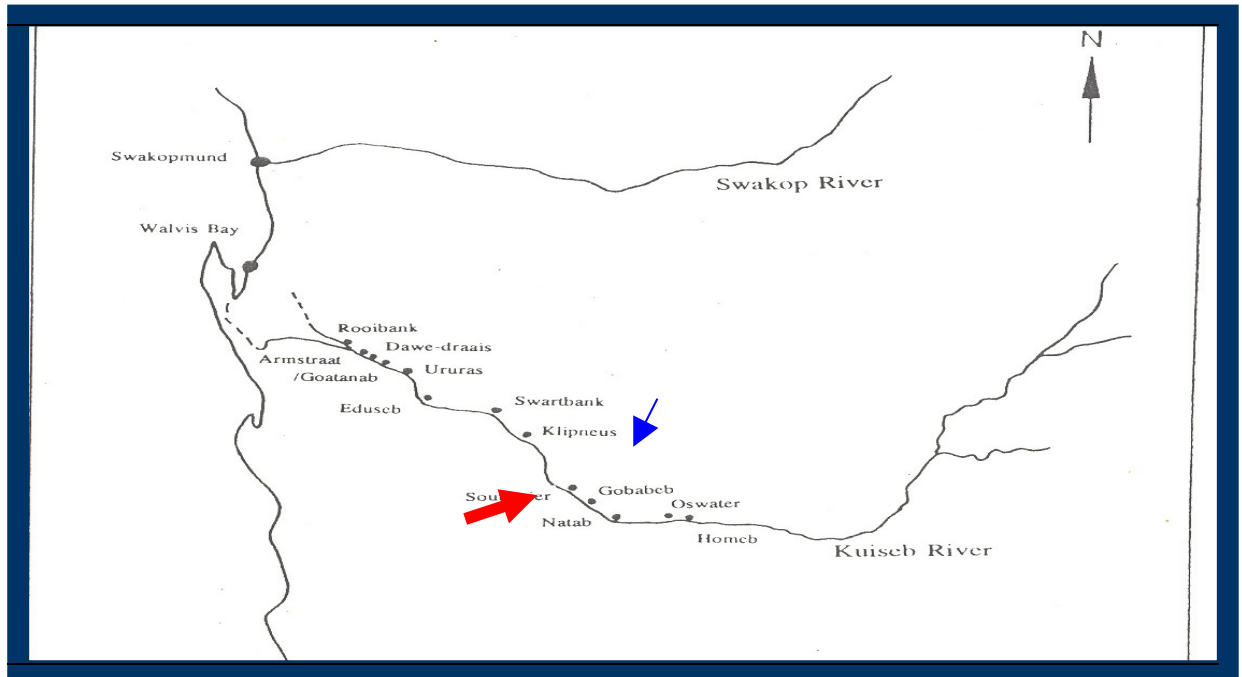 N
Swakopmund
Swakop River
Walvis Bay
Rooibank
Dawe-draais
Armstraat
/Goatanab
Ururas
Eduseb
Swartbank
Klipneus
Gobabeb
Oswater
Natab
Homeb
Kuiseb River